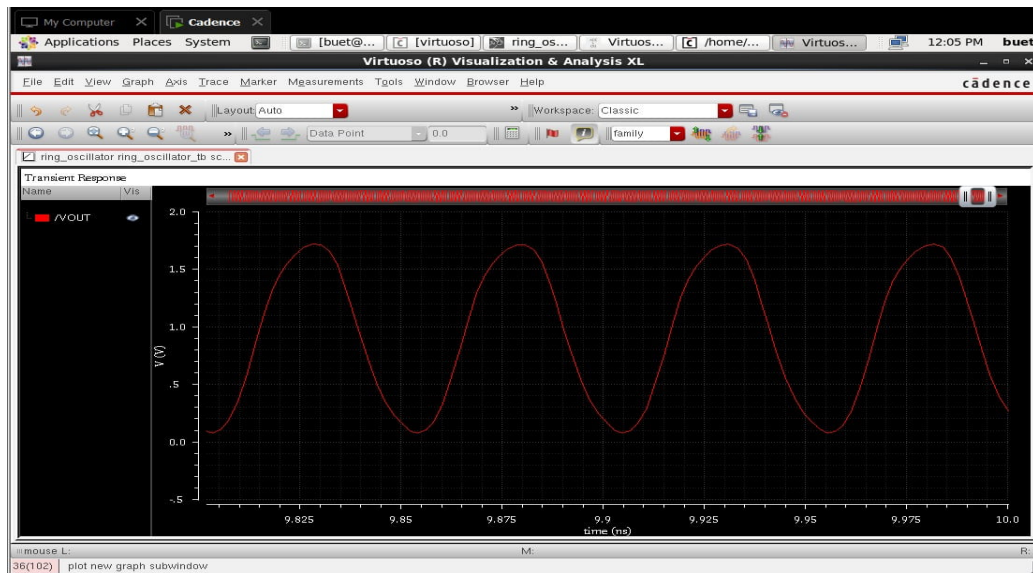 My Computer
Cadence
Applications Places System [buet@... [virtuoso] ring_os... Virtuos... /home/... Virtuos... 12:05 PM buet
Virtuoso (R) Visualization & Analysis XL
File Edit View Graph Axis Trace Marker Measurements Tools Window Browser Help
cādence
Layout: Auto » Workspace: Classic
» Data Point 0.0 family
ring_oscillator ring_oscillator_tb sc...
Transient Response
Name Vis
/VOUT
2.0
1.5
1.0
.5
0.0
-.5
V (V)
9.825 9.85 9.875 9.9 9.925 9.95 9.975 10.0
time (ns)
mouse L: M: R:
36(102) plot new graph subwindow